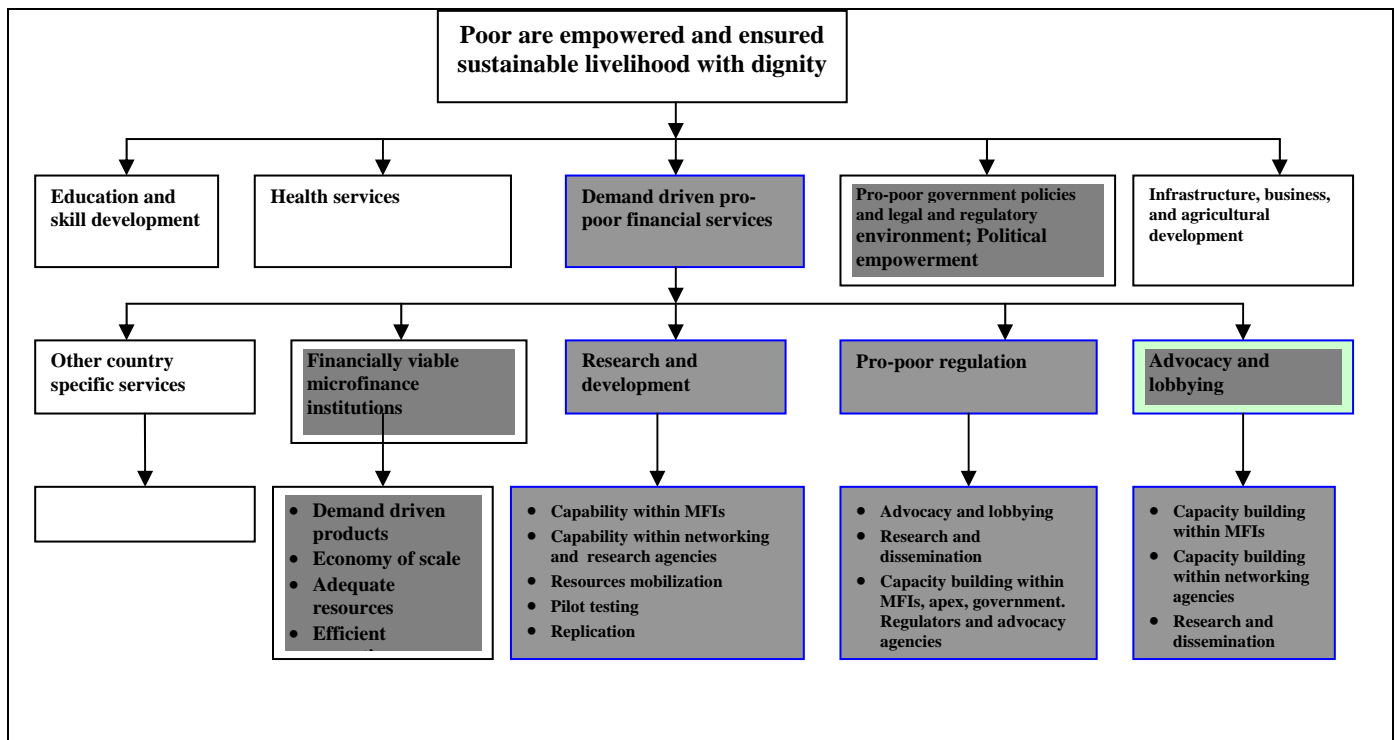 Poor are empowered and ensured
sustainable livelihood with dignity
Education and
skill development
Health services
Demand driven pro-
poor financial services
Pro-poor government policies
and legal and regulatory
environment; Political
empowerment
Infrastructure, business,
and agricultural
development
Other country
specific services
Financially viable
microfinance
institutions
Research and
development
Pro-poor regulation
Advocacy and
lobbying
• Demand driven
products
• Economy of scale
• Adequate
resources
• Efficient
• Capability within MFIs
• Capability within networking
and research agencies
• Resources mobilization
• Pilot testing
• Replication
• Advocacy and lobbying
• Research and
dissemination
• Capacity building within
MFIs, apex, government.
Regulators and advocacy
agencies
• Capacity building
within MFIs
• Capacity building
within networking
agencies
• Research and
dissemination